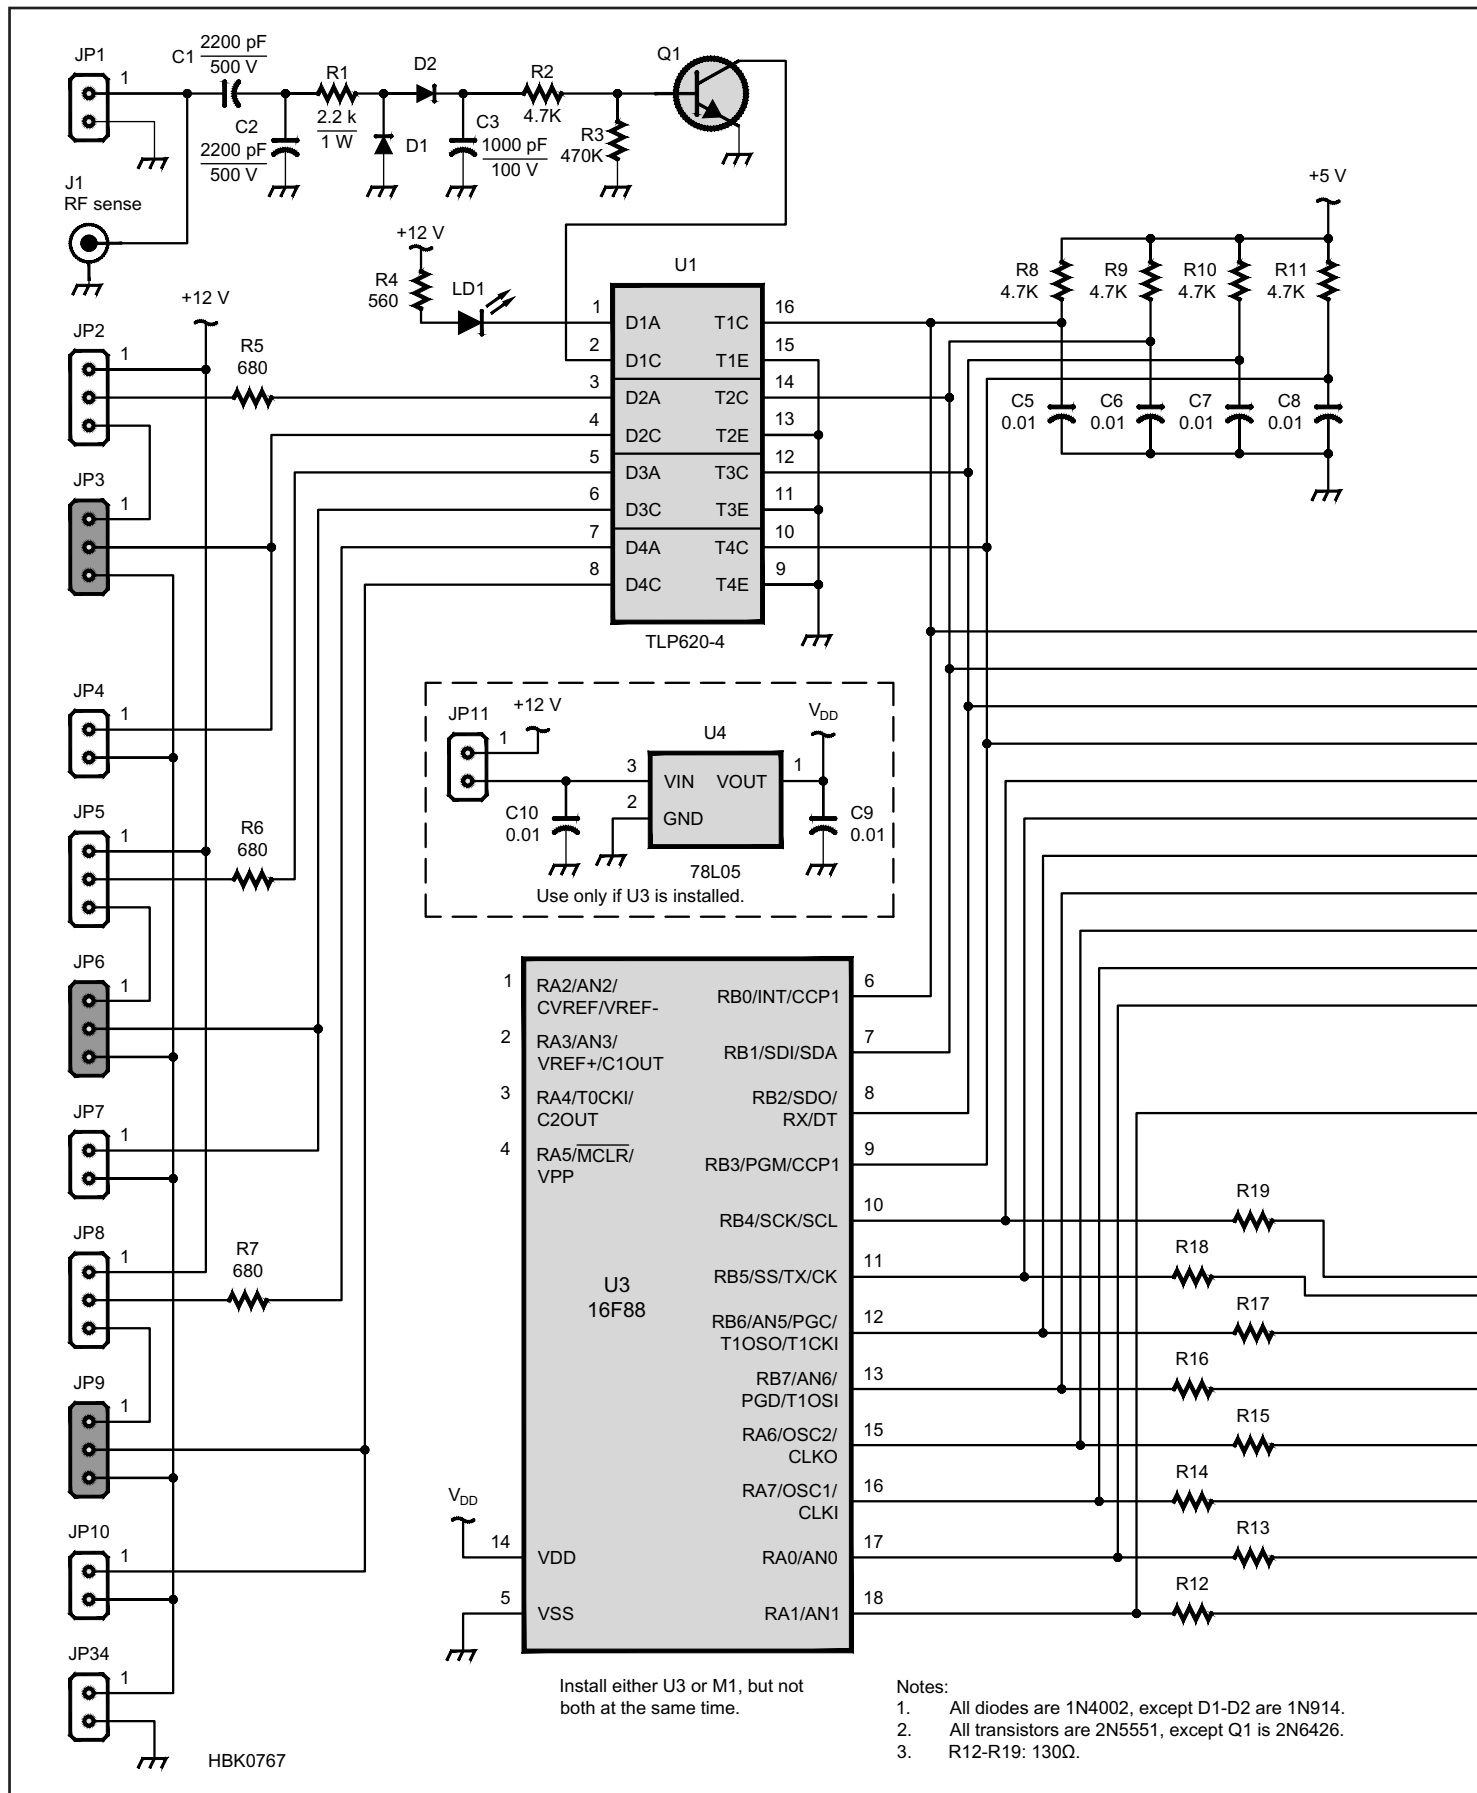 JP1
1
C1
2200 pF
500 V
R1
2.2 k
1 W
D2
R2
4.7K
Q1
C2
2200 pF
500 V
D1
C3
1000 pF
100 V
R3
470K
J1
RF sense
+12 V
R4
560
LD1
U1
+5 V
R8
4.7K
R9
4.7K
R10
4.7K
R11
4.7K
C5
0.01
C6
0.01
C7
0.01
C8
0.01
1
D1A
T1C
16
2
D1C
T1E
15
3
D2A
T2C
14
4
D2C
T2E
13
5
D3A
T3C
12
6
D3C
T3E
11
7
D4A
T4C
10
8
D4C
T4E
9
TLP620-4
+12 V
JP2
1
R5
680
JP3
1
JP4
1
JP5
1
R6
680
JP6
1
JP7
1
JP8
1
R7
680
JP9
1
JP10
1
JP34
1
JP11
1
+12 V
U4
VDD
3
VIN
VOUT
1
2
GND
C10
0.01
C9
0.01
78L05
Use only if U3 is installed.
1
RA2/AN2/
CVREF/VREF-
2
RA3/AN3/
VREF+/C1OUT
3
RA4/T0CKI/
C2OUT
4
RA5/MCLR/
VPP
U3
16F88
VDD
14
VDD
5
VSS
RB0/INT/CCP1
6
RB1/SDI/SDA
7
RB2/SDO/
RX/DT
8
RB3/PGM/CCP1
9
RB4/SCK/SCL
10
RB5/SS/TX/CK
11
RB6/AN5/PGC/
T1OSO/T1CKI
12
RB7/AN6/
PGD/T1OSI
13
RA6/OSC2/
CLKO
15
RA7/OSC1/
CLKI
16
RA0/AN0
17
RA1/AN1
18
R19
R18
R17
R16
R15
R14
R13
R12
Install either U3 or M1, but not
both at the same time.
Notes:
1. All diodes are 1N4002, except D1-D2 are 1N914.
2. All transistors are 2N5551, except Q1 is 2N6426.
3. R12-R19: 130Ω.
HBK0767